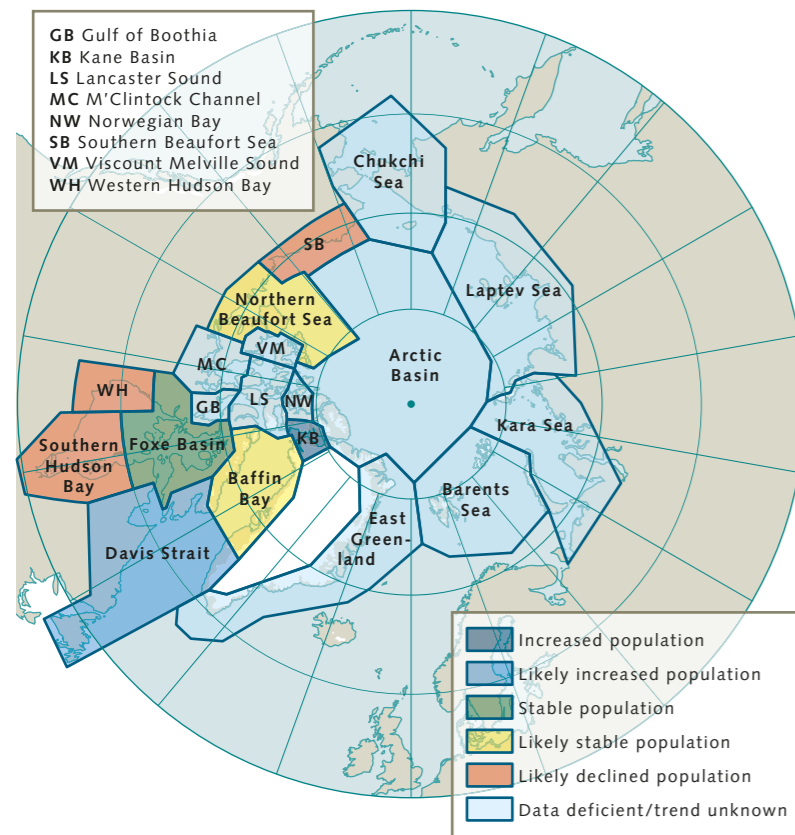 GB Gulf of Boothia
KB Kane Basin
LS Lancaster Sound
MC M'Clintock Channel
NW Norwegian Bay
SB Southern Beaufort Sea
VM Viscount Melville Sound
WH Western Hudson Bay
Chukchi
Sea
SB
Laptev Sea
Northern
Beaufort Sea
VM
MC
Arctic
Basin
WH
GB
LS
NW
Kara Sea
Southern
Hudson
Bay
Foxe Basin
KB
Baffin
Bay
Barents
Sea
East
Green-
land
Davis Strait
Increased population
Likely increased population
Stable population
Likely stable population
Likely declined population
Data deficient/trend unknown